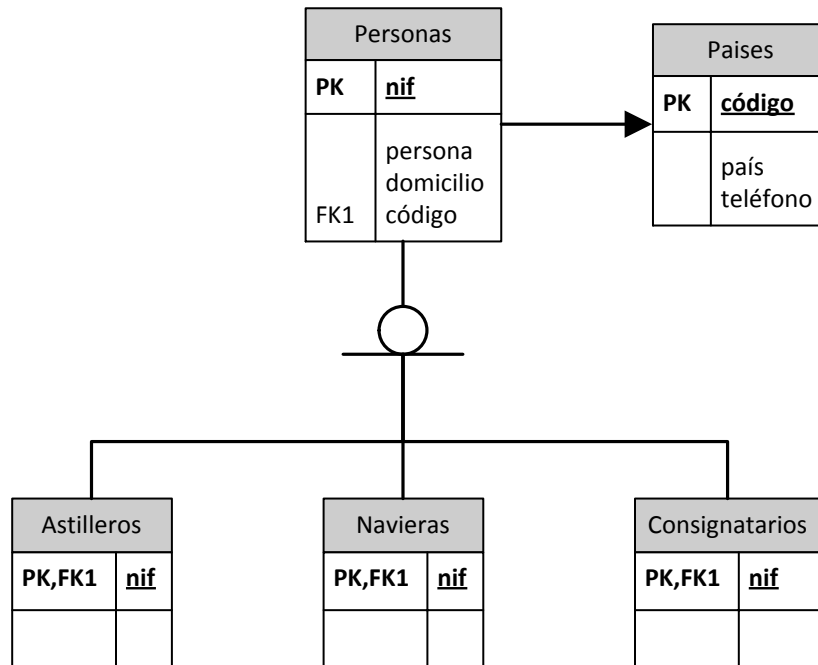 Personas
PK nif
persona
domicilio
FK1 código
Paises
PK código
país
teléfono
Astilleros
PK,FK1 nif
Navieras
PK,FK1 nif
Consignatarios
PK,FK1 nif